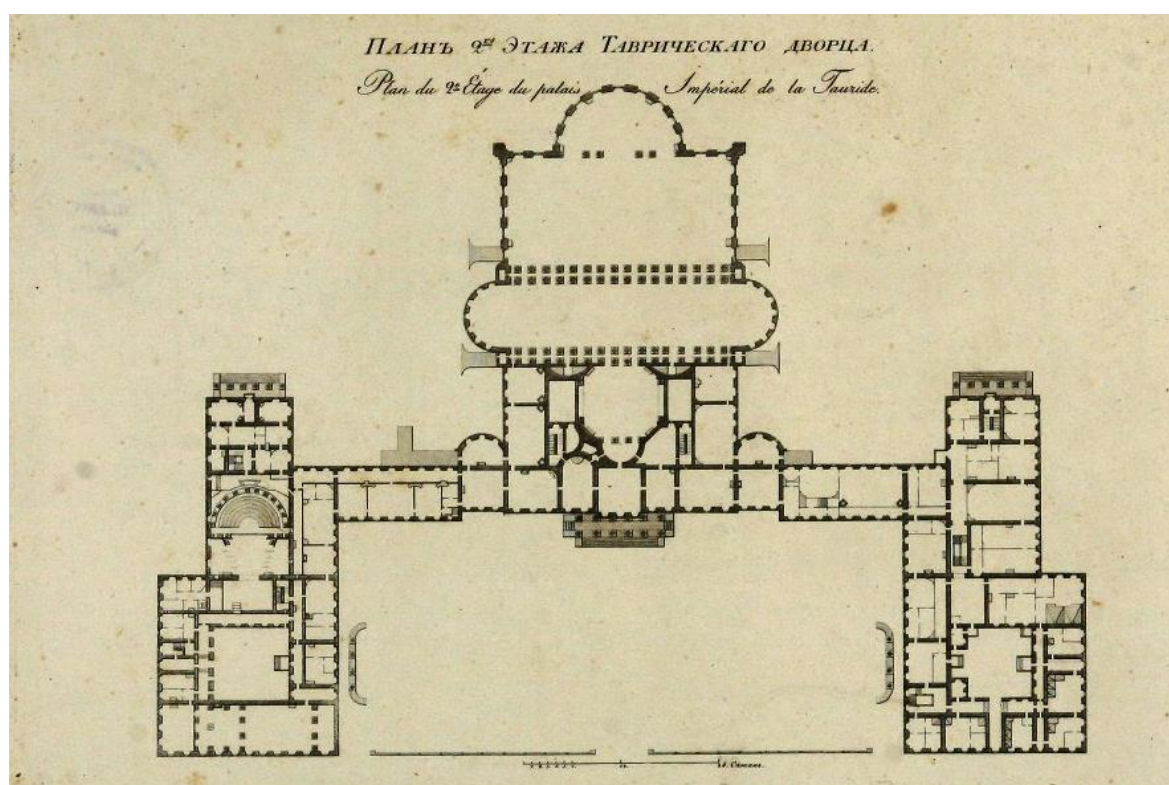 ПЛАНЪ 2го ЭТАЖА ТАВРИЧЕСКАГО ДВОРЦА.
Plan du 2e Étage du palais Impérial de la Tauride.